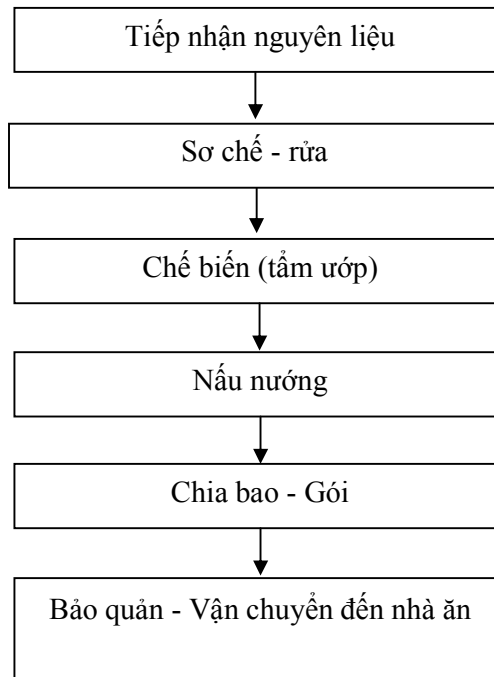 Tiếp nhận nguyên liệu
Sơ chế - rửa
Chế biến (tẩm ướp)
Nấu nướng
Chia bao - Gói
Bảo quản - Vận chuyển đến nhà ăn